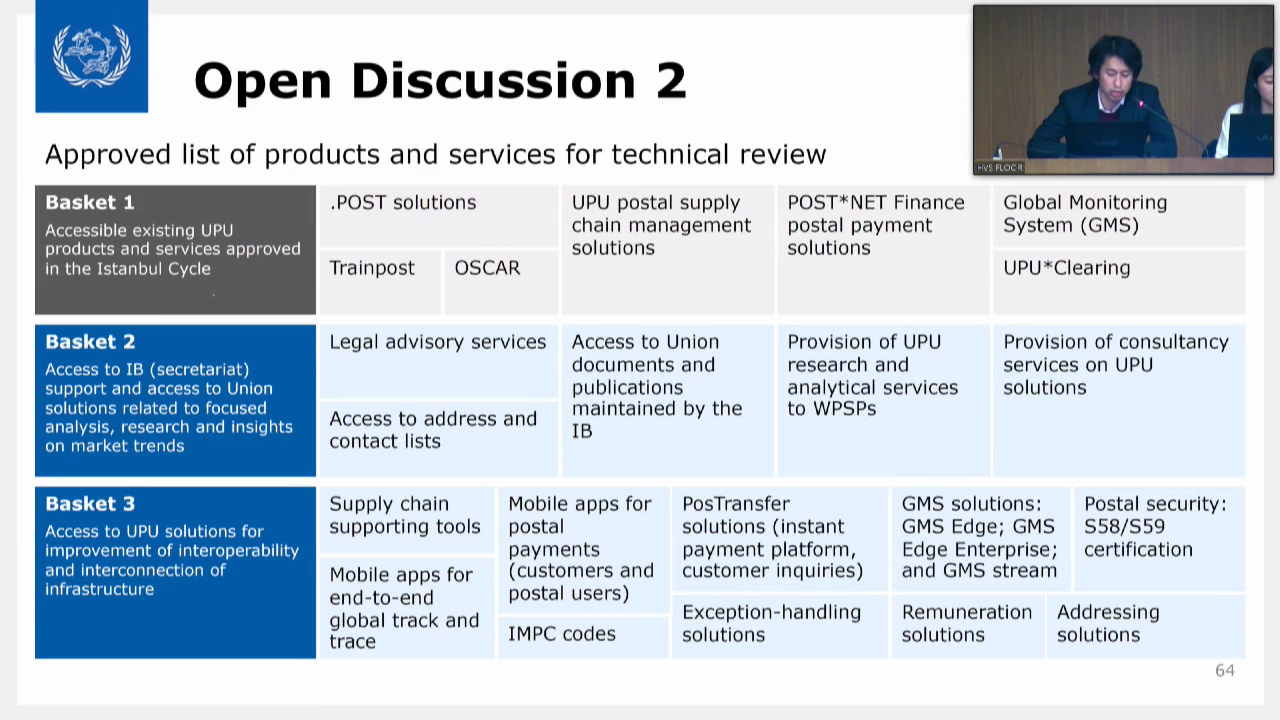 Open Discussion 2
Approved list of products and services for technical review
HVS FLOOR
Basket 1
Accessible existing UPU
products and services approved
in the Istanbul Cycle
.POST solutions
Trainpost
OSCAR
UPU postal supply
chain management
solutions
POST*NET Finance
postal payment
solutions
Global Monitoring
System (GMS)
UPU*Clearing
Basket 2
Access to IB (secretariat)
support and access to Union
solutions related to focused
analysis, research and insights
on market trends
Legal advisory services
Access to address and
contact lists
Access to Union
documents and
publications
maintained by the
IB
Provision of UPU
research and
analytical services
to WPSPs
Provision of consultancy
services on UPU
solutions
Basket 3
Access to UPU solutions for
improvement of interoperability
and interconnection of
infrastructure
Supply chain
supporting tools
Mobile apps for
end-to-end
global track and
trace
Mobile apps for
postal
payments
(customers and
postal users)
IMPC codes
PosTransfer
solutions (instant
payment platform,
customer inquiries)
Exception-handling
solutions
GMS solutions:
GMS Edge; GMS
Edge Enterprise;
and GMS stream
Remuneration
solutions
Postal security:
S58/S59
certification
Addressing
solutions
64